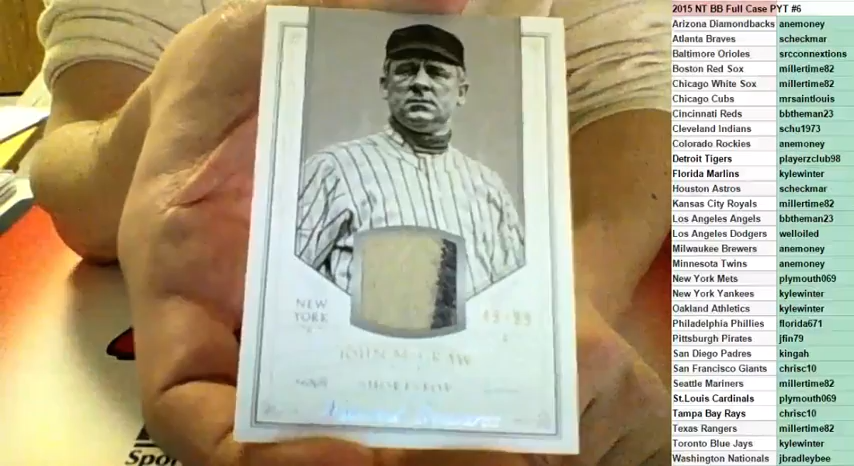 NEW
YORK
49-99
JOHN McGRAW
Spor
2015 NT BB Full Case PYT #6
Arizona Diamondbacks anemoney
Atlanta Braves scheckmar
Baltimore Orioles srcconnextions
Boston Red Sox millertime82
Chicago White Sox millertime82
Chicago Cubs mrsaintlouis
Cincinnati Reds bbtheman23
Cleveland Indians schu1973
Colorado Rockies anemoney
Detroit Tigers playerzclub98
Florida Marlins kylewinter
Houston Astros scheckmar
Kansas City Royals millertime82
Los Angeles Angels bbtheman23
Los Angeles Dodgers welloiled
Milwaukee Brewers anemoney
Minnesota Twins anemoney
New York Mets plymouth069
New York Yankees kylewinter
Oakland Athletics kylewinter
Philadelphia Phillies florida671
Pittsburgh Pirates jfin79
San Diego Padres kingah
San Francisco Giants chrisc10
Seattle Mariners millertime82
St.Louis Cardinals plymouth069
Tampa Bay Rays chrisc10
Texas Rangers millertime82
Toronto Blue Jays kylewinter
Washington Nationals jbradleybee